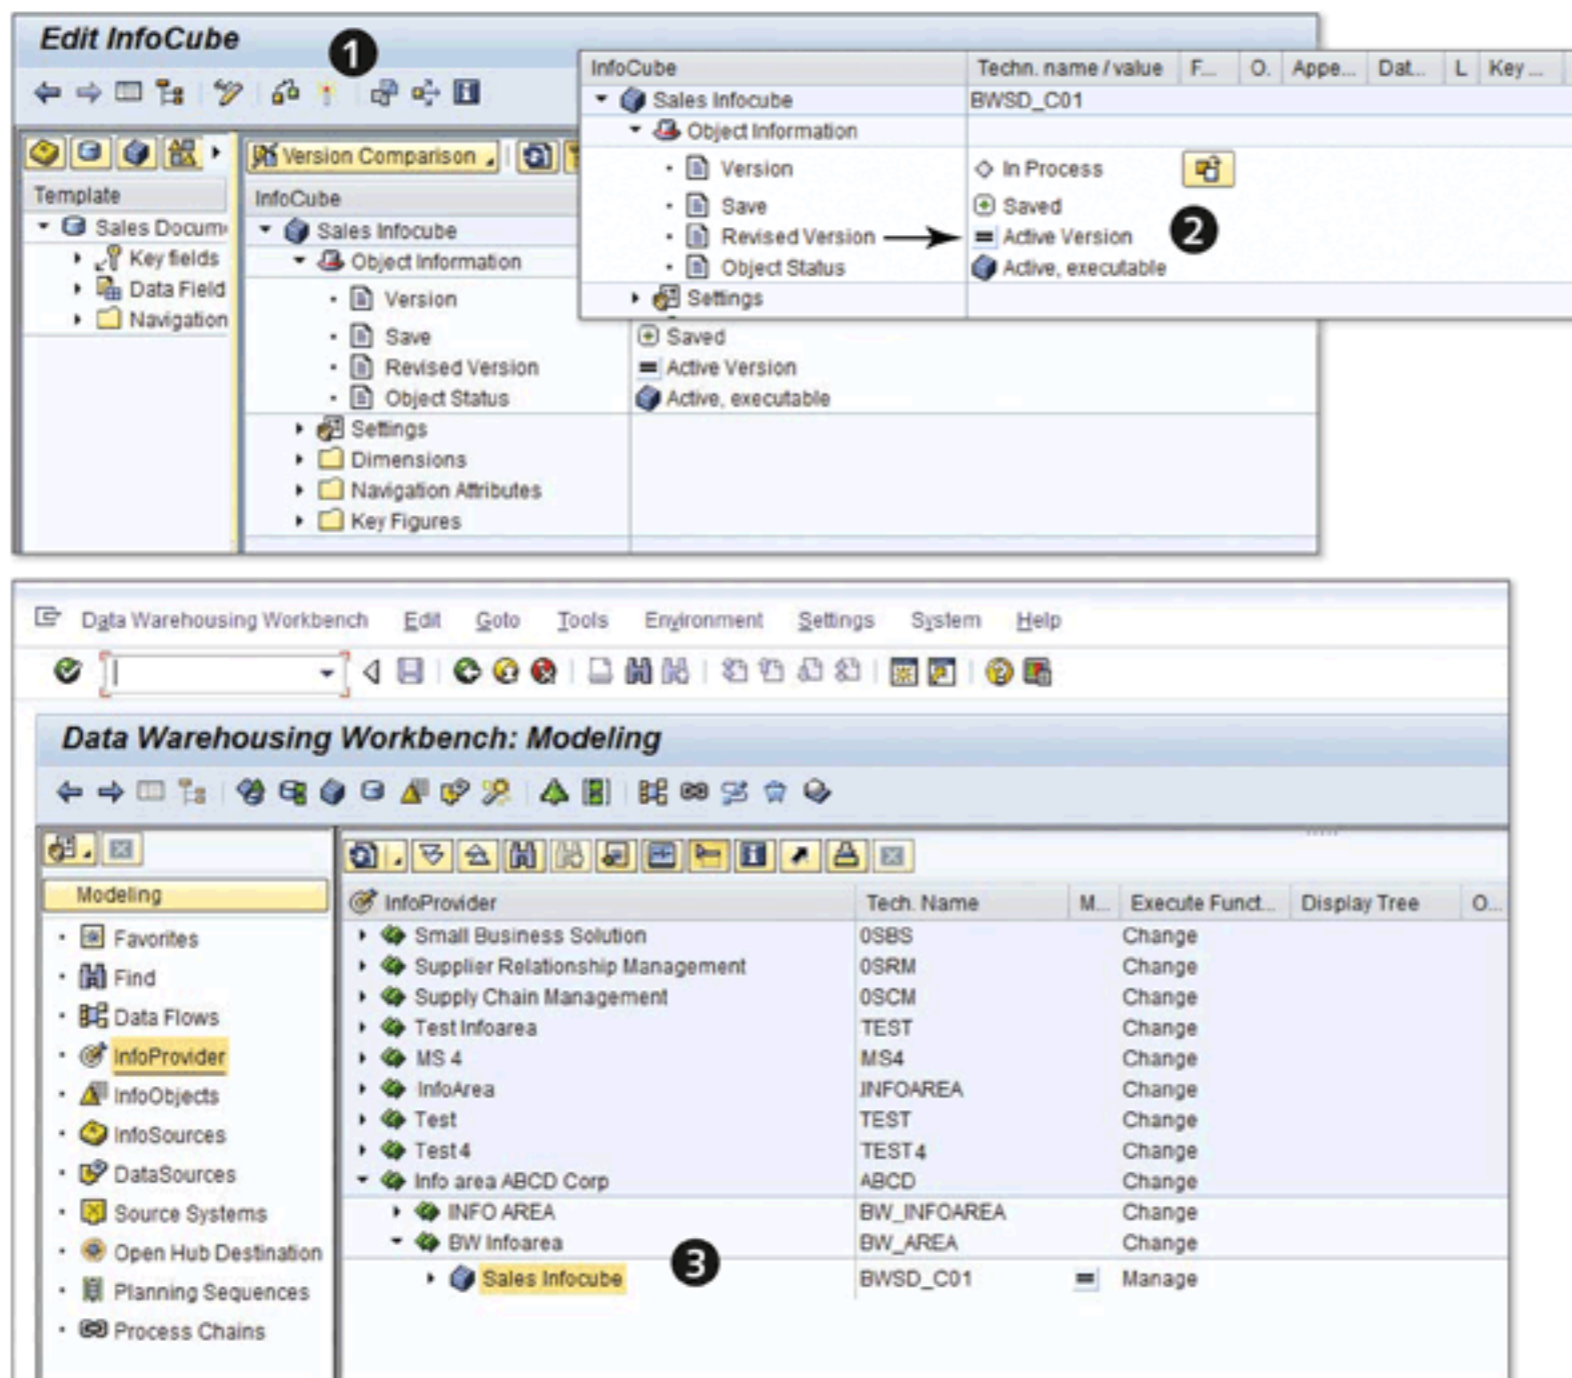 Edit InfoCube
1
InfoCube Techn. name / value F... O. Appe... Dat... L Key ...
Sales Infocube BWSD_C01
Object Information
Version In Process
Save Saved
Revised Version Active Version
2
Object Status Active, executable
Settings
Version Comparison
Template
Sales Docum
Key fields
Data Field
Navigation
InfoCube
Sales Infocube
Object Information
Version
Save Saved
Revised Version Active Version
Object Status Active, executable
Settings
Dimensions
Navigation Attributes
Key Figures
Data Warehousing Workbench Edit Goto Tools Environment Settings System Help
Data Warehousing Workbench: Modeling
Modeling
Favorites
Find
Data Flows
InfoProvider
InfoObjects
InfoSources
DataSources
Source Systems
Open Hub Destination
Planning Sequences
Process Chains
InfoProvider Tech. Name M... Execute Funct... Display Tree O...
Small Business Solution 0SBS Change
Supplier Relationship Management 0SRM Change
Supply Chain Management 0SCM Change
Test Infoarea TEST Change
MS 4 MS4 Change
InfoArea INFOAREA Change
Test TEST Change
Test4 TEST4 Change
Info area ABCD Corp ABCD Change
INFO AREA BW_INFOAREA Change
BW Infoarea BW_AREA Change
3
Sales Infocube BWSD_C01 Manage